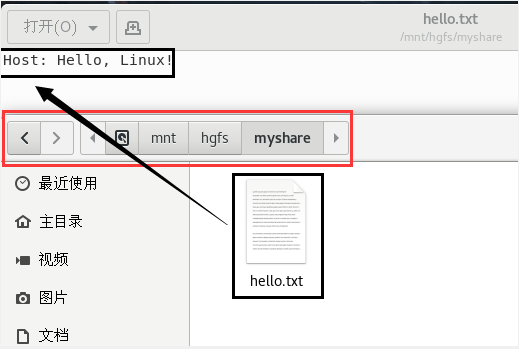 打开(O)
hello.txt
/mnt/hgfs/myshare
Host: Hello, Linux!
mnt hgfs myshare
最近使用
主目录
视频
图片
文档
hello.txt